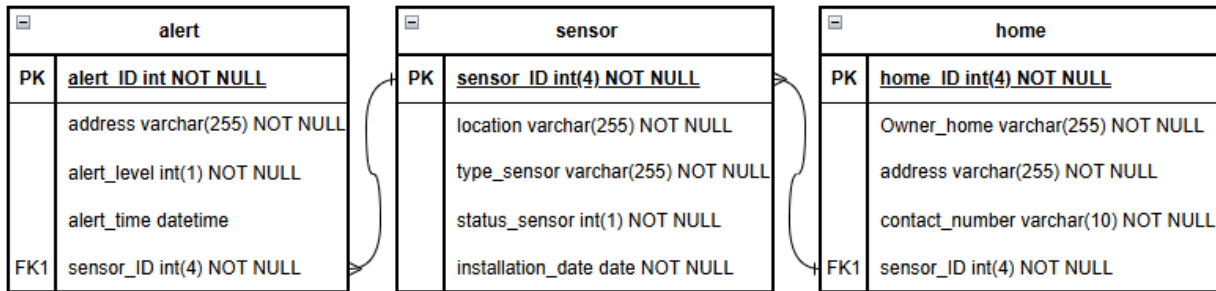 alert
PK alert_ID int NOT NULL
address varchar(255) NOT NULL
alert_level int(1) NOT NULL
alert_time datetime
FK1 sensor_ID int(4) NOT NULL
sensor
PK sensor_ID int(4) NOT NULL
location varchar(255) NOT NULL
type_sensor varchar(255) NOT NULL
status_sensor int(1) NOT NULL
installation_date date NOT NULL
home
PK home_ID int(4) NOT NULL
Owner_home varchar(255) NOT NULL
address varchar(255) NOT NULL
contact_number varchar(10) NOT NULL
FK1 sensor_ID int(4) NOT NULL